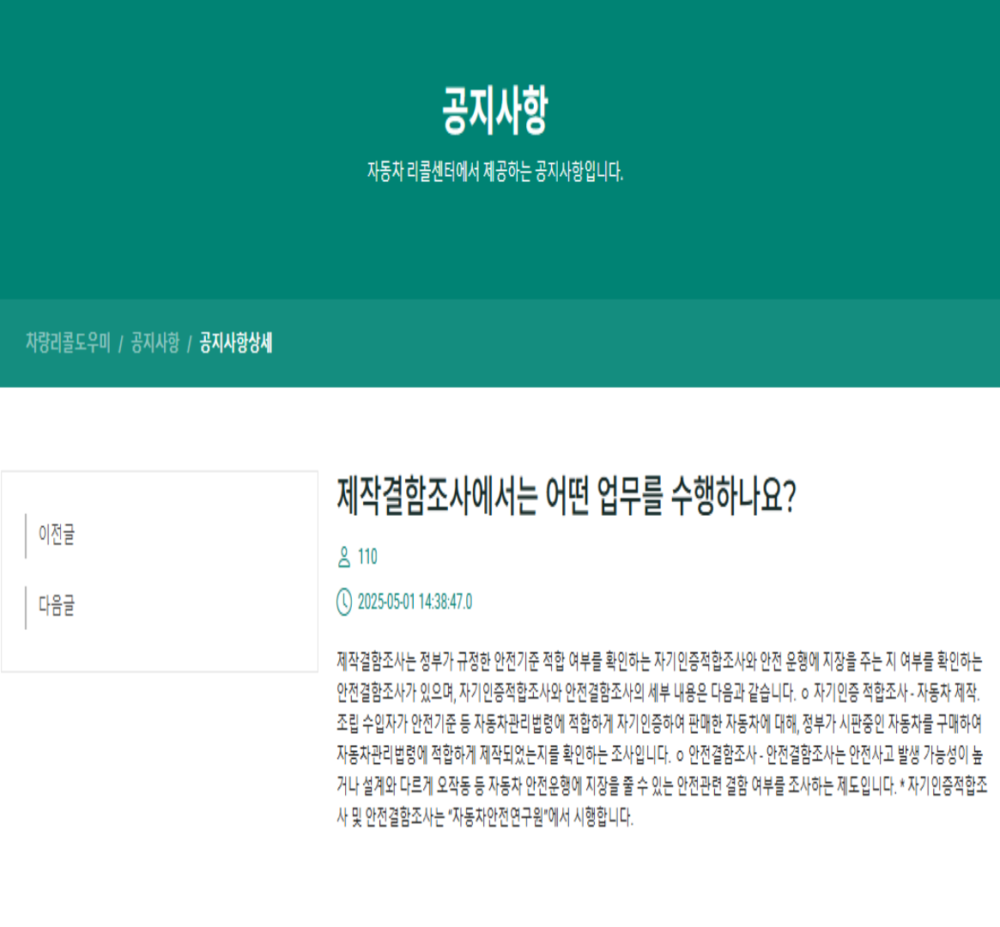 공지사항
자동차 리콜센터에서 제공하는 공지사항입니다.
차량리콜도우미 / 공지사항 / 공지사항상세
이전글
다음글
제작결함조사에서는 어떤 업무를 수행하나요?
110
2025-05-01 14:38:47.0
제작결함조사는 정부가 규정한 안전기준 적합 여부를 확인하는 자기인증적합조사와 안전 운행에 지장을 주는 지 여부를 확인하는
안전결함조사가 있으며, 자기인증적합조사와 안전결함조사의 세부 내용은 다음과 같습니다. ㅇ 자기인증 적합조사 - 자동차 제작.
조립 수입자가 안전기준 등 자동차관리법령에 적합하게 자기인증하여 판매한 자동차에 대해, 정부가 시판중인 자동차를 구매하여
자동차관리법령에 적합하게 제작되었는지를 확인하는 조사입니다. ㅇ 안전결함조사 - 안전결함조사는 안전사고 발생 가능성이 높
거나 설계와 다르게 오작동 등 자동차 안전운행에 지장을 줄 수 있는 안전관련 결함 여부를 조사하는 제도입니다. * 자기인증적합조
사 및 안전결함조사는 “자동차안전연구원”에서 시행합니다.